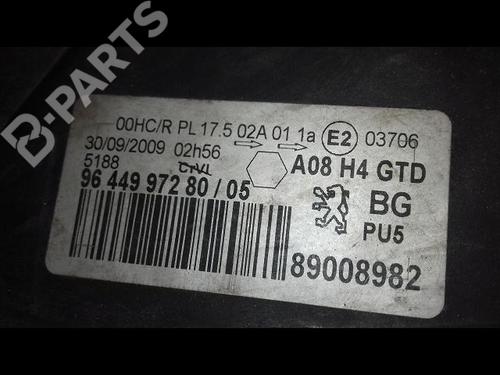 B-PARTS
00HC/R PL 17.5 02A 01 1a E2 03706
30/09/2009 02h56
5188
A08 H4 GTD
96 449 972 80 / 05
BG
PU5
89008982